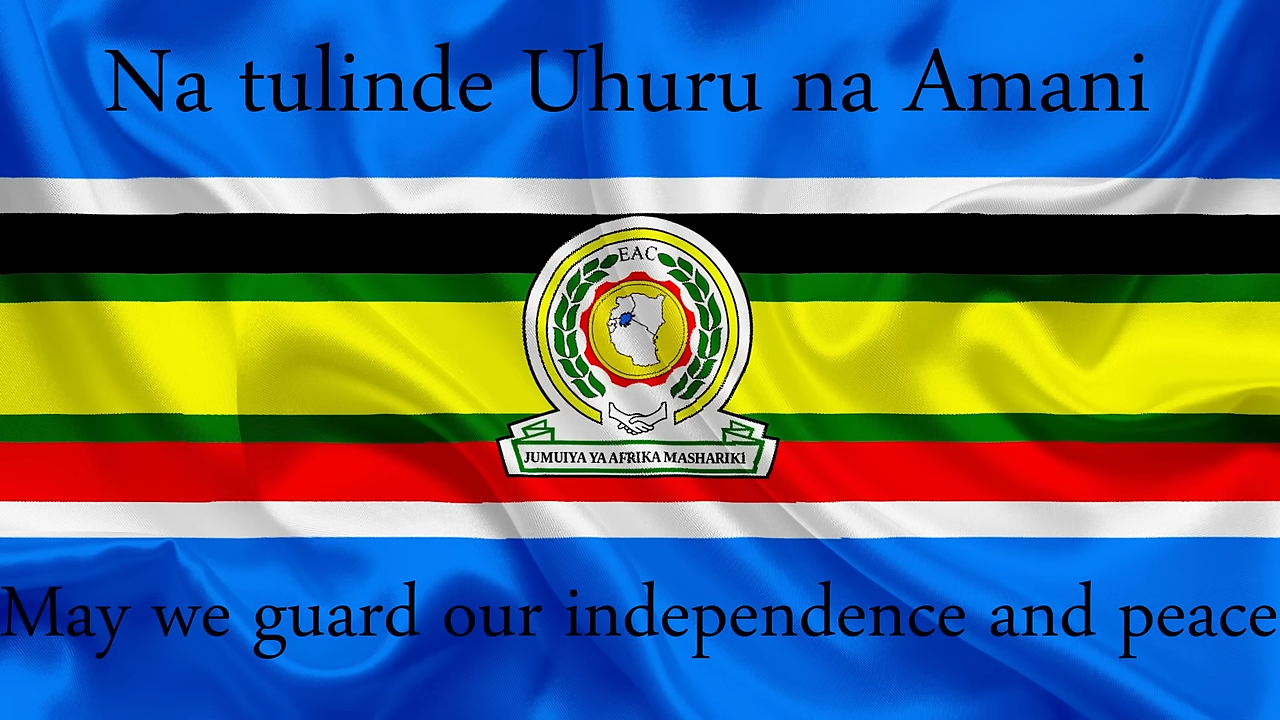 Na tulinde Uhuru na Amani
EAC
JUMUIYA YA AFRIKA MASHARIKI
May we guard our independence and peace